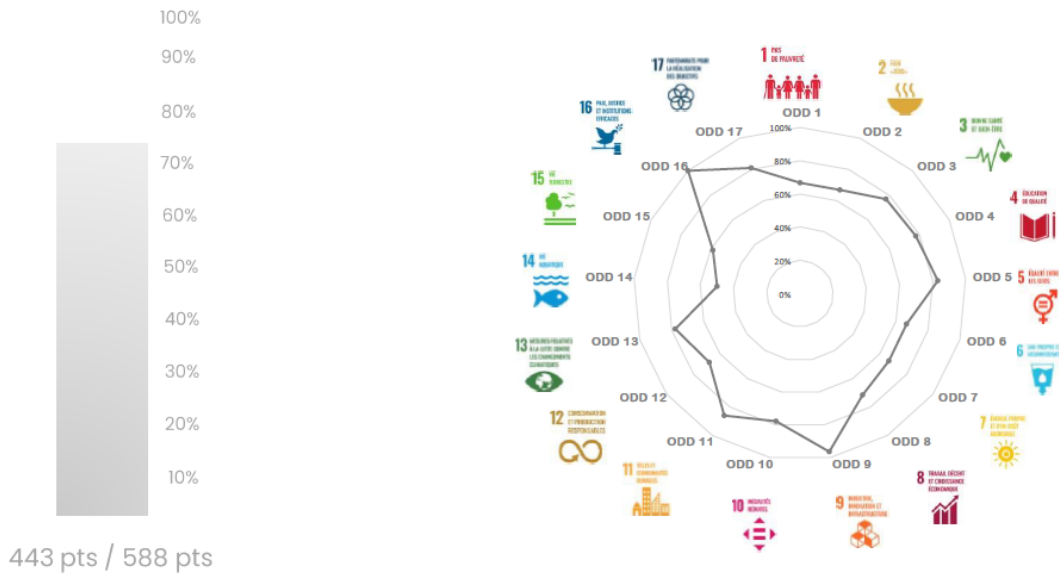 100%
90%
80%
70%
60%
50%
40%
30%
20%
10%
443 pts / 588 pts
1 PAS
DE PAUVRETÉ
2 FAIM
«ZÉRO»
3 BONNE SANTÉ
ET BIEN-ÊTRE
4 ÉDUCATION
DE QUALITÉ
5 ÉGALITÉ ENTRE
LES SEXES
6 EAU PROPRE ET
7 ÉNERGIE PROPRE
ET D'UN COÛT
ABORDABLE
8 TRAVAIL DÉCENT
ET CROISSANCE
ÉCONOMIQUE
9 INDUSTRIE,
INNOVATION ET
INFRASTRUCTURE
10 INÉGALITÉS
RÉDUITES
11 VILLES ET
COMMUNAUTÉS
DURABLES
12 CONSOMMATION
ET PRODUCTION
RESPONSABLES
13 MESURES RELATIVES
À LA LUTTE CONTRE
LES CHANGEMENTS
CLIMATIQUES
14 VIE
AQUATIQUE
15 VIE
TERRESTRE
16 PAIX, JUSTICE
ET INSTITUTIONS
EFFICACES
17 PARTENARIATS POUR
LA RÉALISATION
DES OBJECTIFS
ODD 1
ODD 2
ODD 3
ODD 4
ODD 5
ODD 6
ODD 7
ODD 8
ODD 9
ODD 10
ODD 11
ODD 12
ODD 13
ODD 14
ODD 15
ODD 16
ODD 17
100%
80%
60%
40%
20%
0%